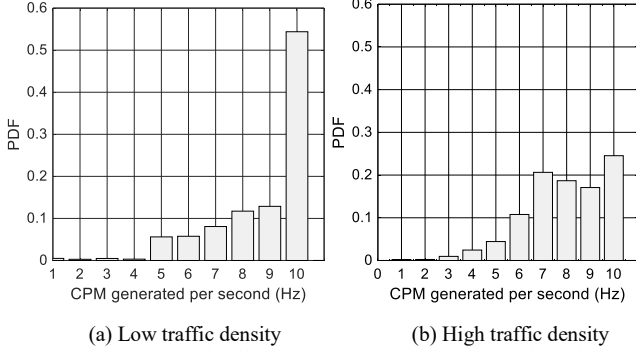 0.6
0.5
0.4
0.3
0.2
0.1
0
PDF
1 2 3 4 5 6 7 8 9 10
CPM generated per second (Hz)
(a) Low traffic density
0.6
0.5
0.4
0.3
0.2
0.1
0
PDF
0 1 2 3 4 5 6 7 8 9 10
CPM generated per second (Hz)
(b) High traffic density